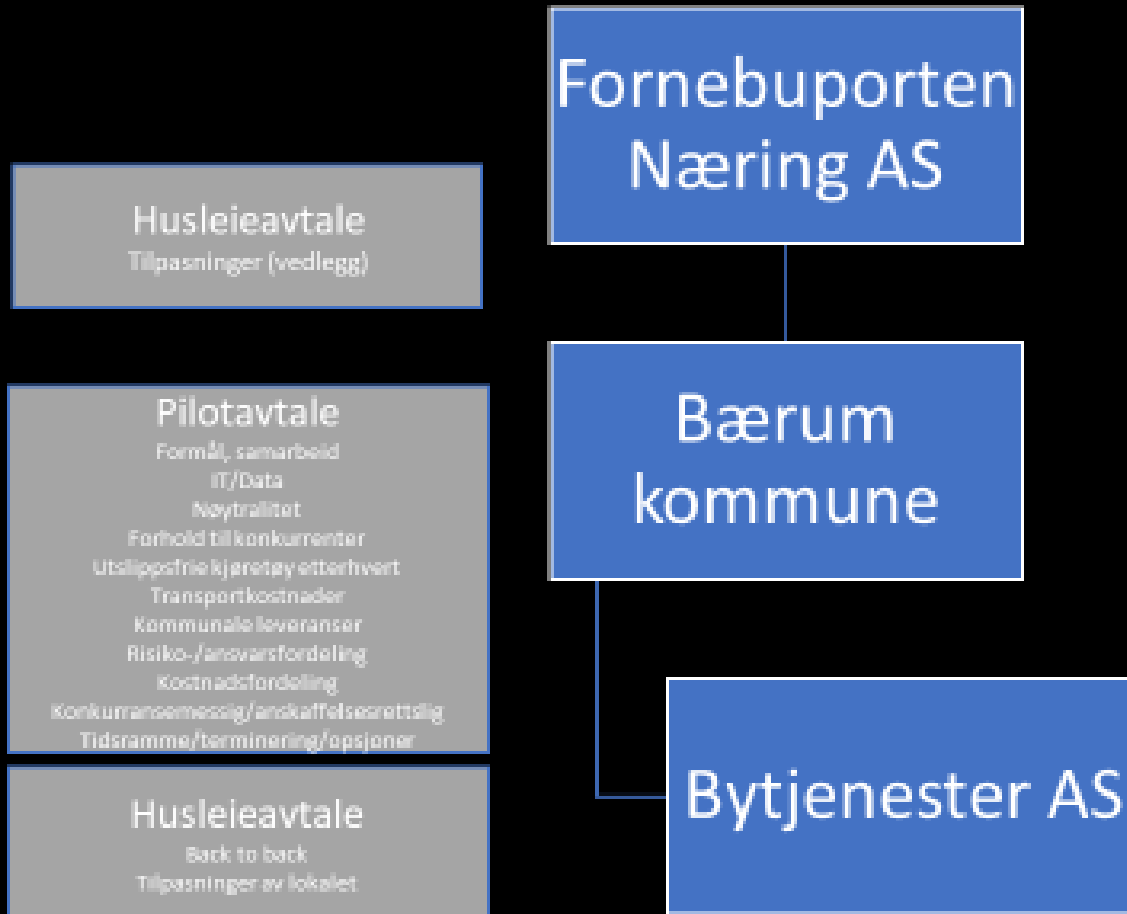 Fornebuporten
Næring AS
Husleieavtale
Tilpasninger (vedlegg)
Bærum
kommune
Pilotavtale
Formål, samarbeid
IT/Data
Nøytralitet
Forhold til konkurrenter
Utslippsfrie kjøretøy etterhvert
Transportkostnader
Kommunale leveranser
Risiko-/ansvarsfordeling
Kostnadsfordeling
Konkurransemessig/anskaffelsesrettslig
Tidsramme/terminering/opsjoner
Bytjenester AS
Husleieavtale
Back to back
Tilpasninger av lokalet